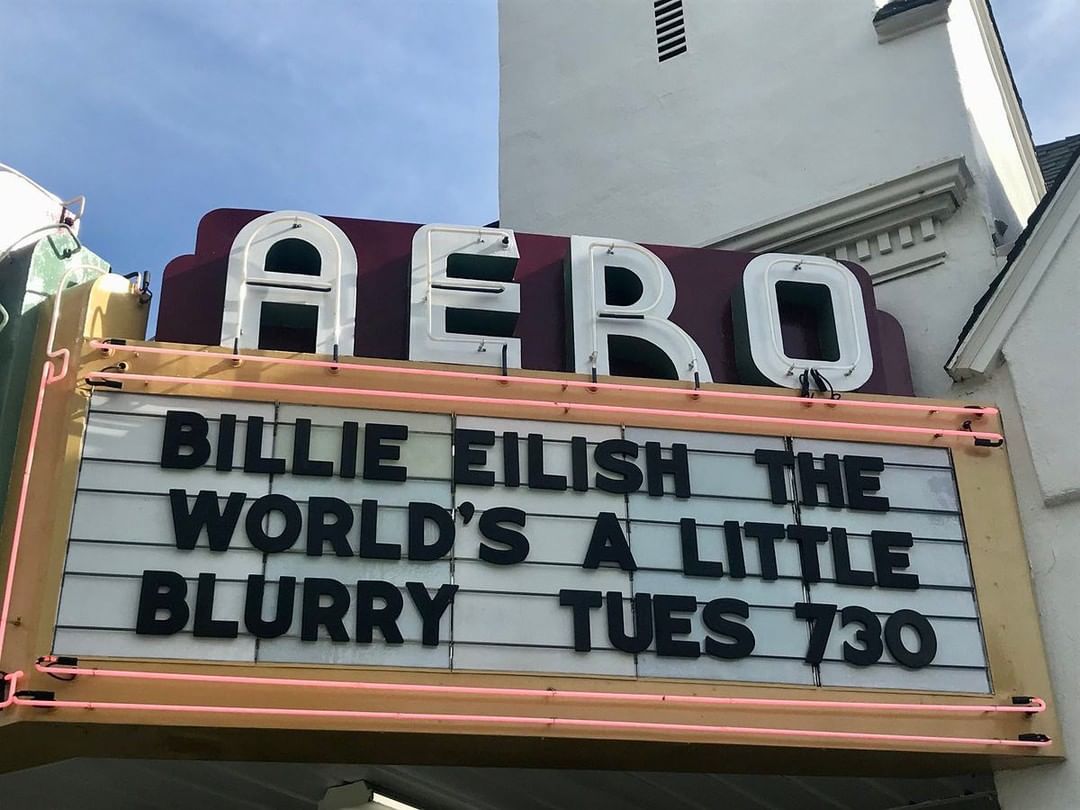 AERO
BILLIE EILISH THE
WORLD'S A LITTLE
BLURRY TUES 730